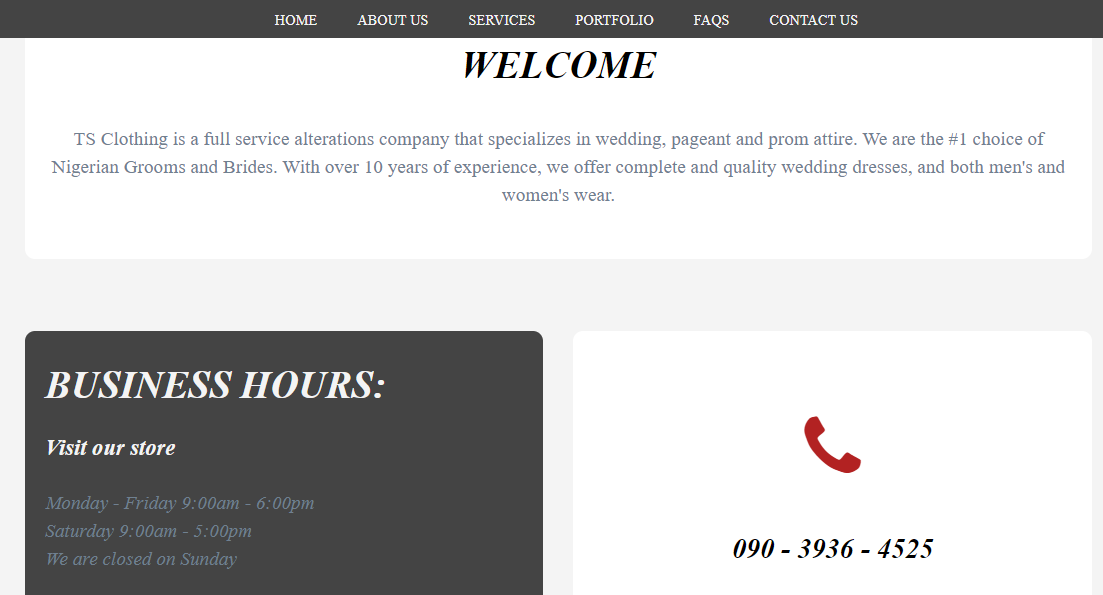 HOME ABOUT US SERVICES PORTFOLIO FAQS CONTACT US
WELCOME
TS Clothing is a full service alterations company that specializes in wedding, pageant and prom attire. We are the #1 choice of
Nigerian Grooms and Brides. With over 10 years of experience, we offer complete and quality wedding dresses, and both men's and
women's wear.
BUSINESS HOURS:
Visit our store
Monday - Friday 9:00am - 6:00pm
Saturday 9:00am - 5:00pm
We are closed on Sunday
090 - 3936 - 4525